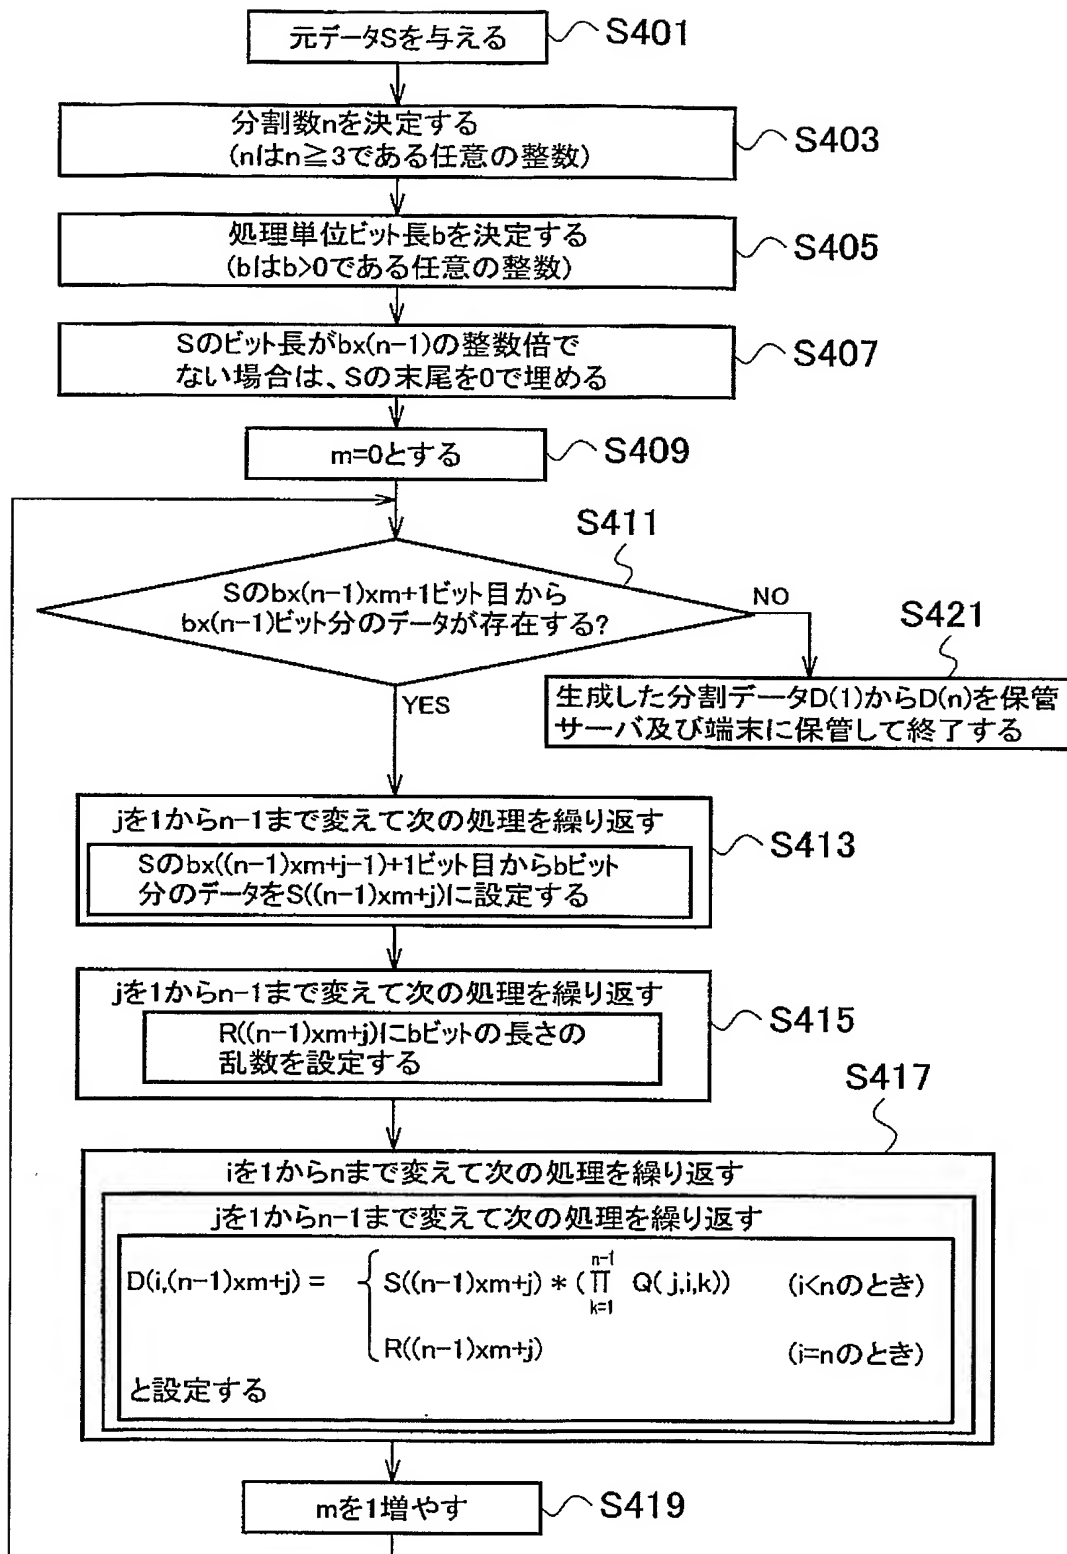 元データSを与える
S401
分割数nを決定する
(nはn≧3である任意の整数)
S403
処理単位ビット長bを決定する
(bはb>0である任意の整数)
S405
Sのビット長がbx(n-1)の整数倍で
ない場合は、Sの末尾を0で埋める
S407
m=0とする
S409
S411
Sのbx(n-1)xm+1ビット目から
bx(n-1)ビット分のデータが存在する?
NO
YES
S421
生成した分割データD(1)からD(n)を保管
サーバ及び端末に保管して終了する
jを1からn-1まで変えて次の処理を繰り返す
Sのbx((n-1)xm+j-1)+1ビット目からbビット
分のデータをS((n-1)xm+j)に設定する
S413
jを1からn-1まで変えて次の処理を繰り返す
R((n-1)xm+j)にbビットの長さの
乱数を設定する
S415
S417
iを1からnまで変えて次の処理を繰り返す
jを1からn-1まで変えて次の処理を繰り返す
D(i,(n-1)xm+j) = { S((n-1)xm+j) * (∏ n-1 k=1 Q(j,i,k)) (i<nのとき)
R((n-1)xm+j) (i=nのとき)
と設定する
mを1増やす
S419